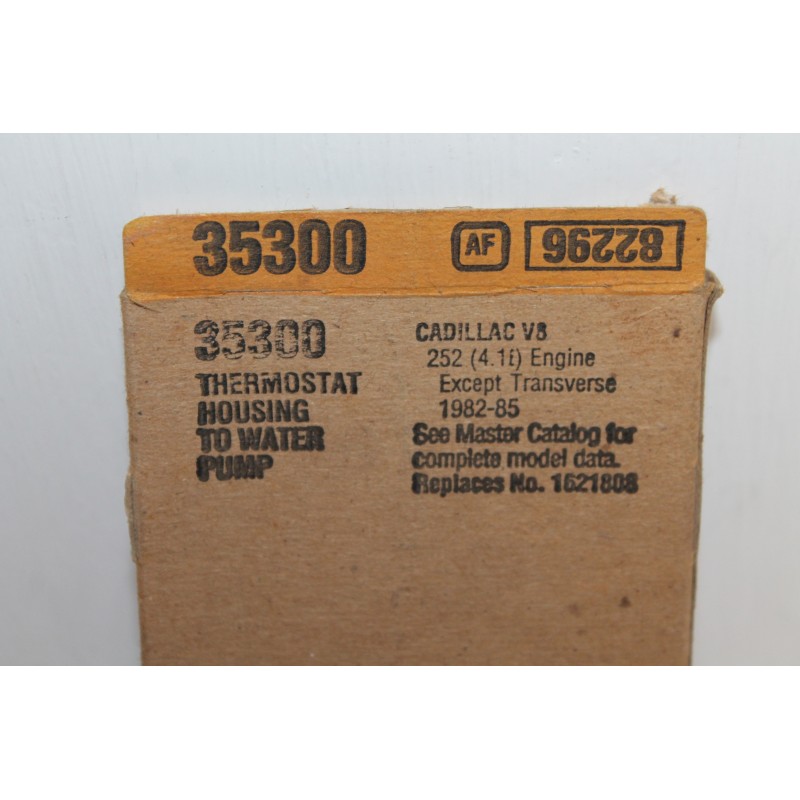 35300 AF 82296
35300
THERMOSTAT
HOUSING
TO WATER
PUMP
CADILLAC V8
252 (4.1ℓ) Engine
Except Transverse
1982-85
See Master Catalog for
complete model data.
Replaces No. 1621808